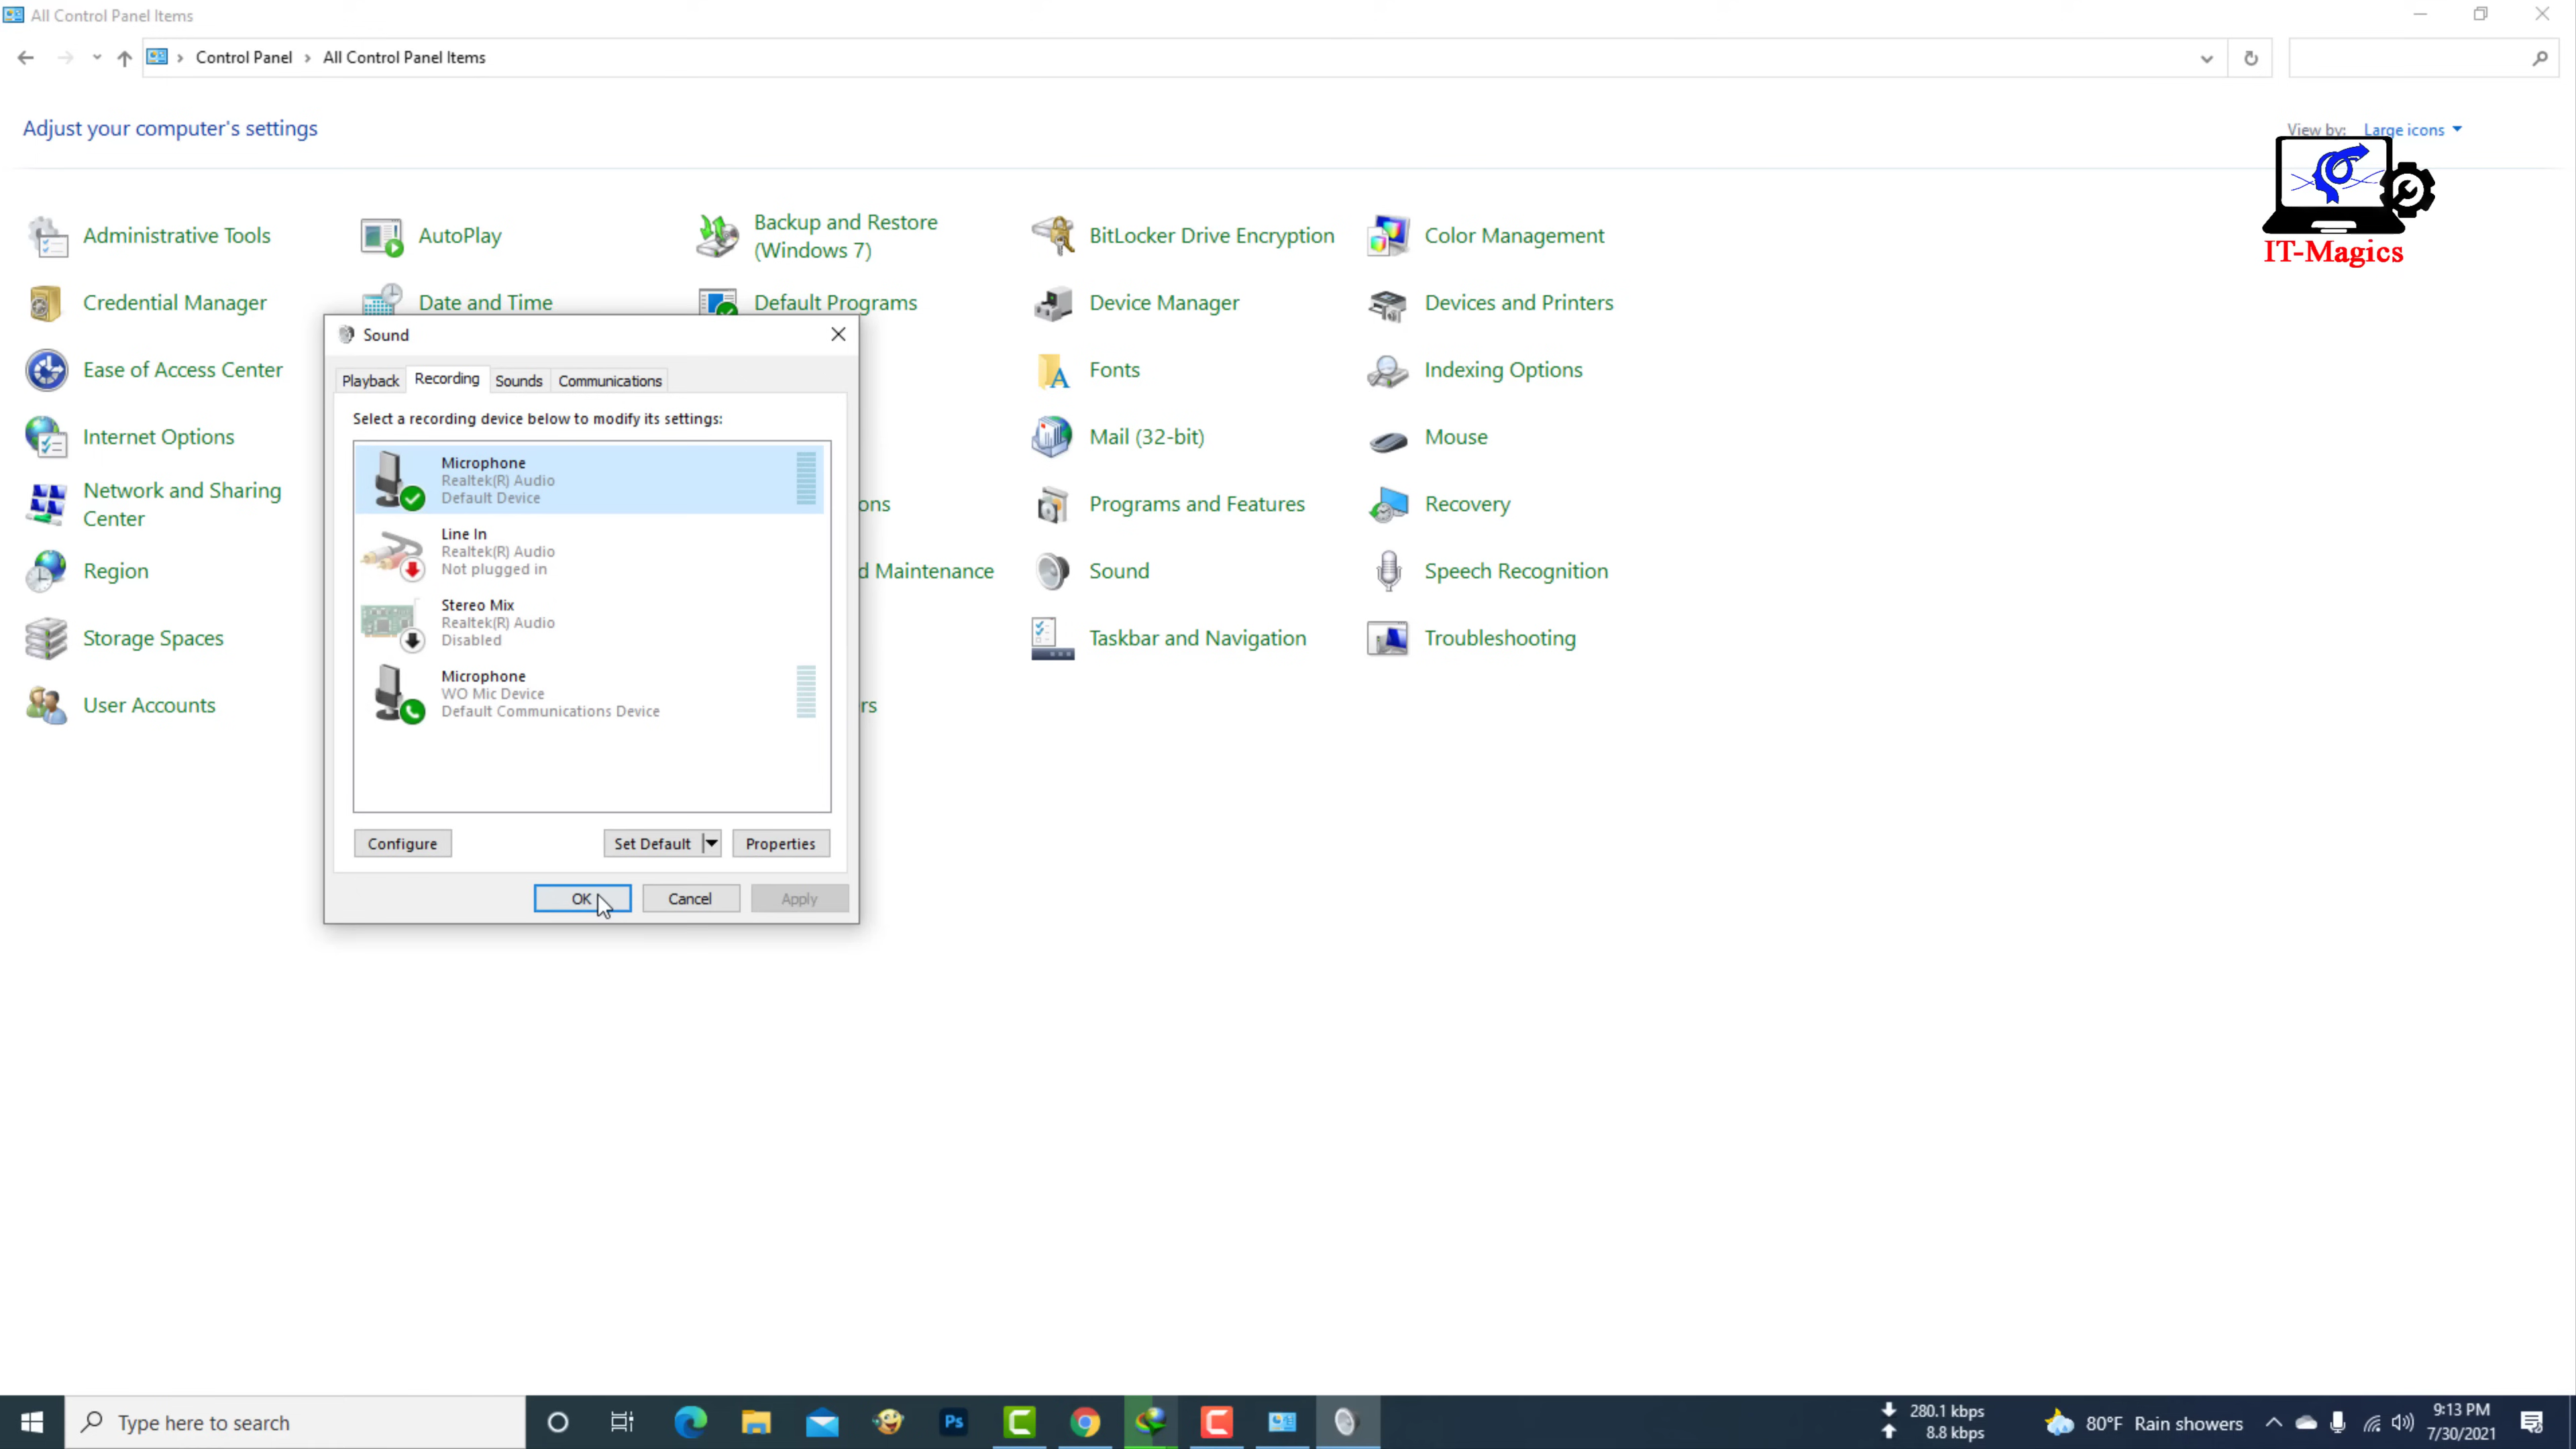 All Control Panel Items
Control Panel > All Control Panel Items
Adjust your computer's settings
View by: Large icons
IT-Magics
Administrative Tools
AutoPlay
Backup and Restore
(Windows 7)
BitLocker Drive Encryption
Color Management
Credential Manager
Date and Time
Default Programs
Device Manager
Devices and Printers
Ease of Access Center
Fonts
Indexing Options
Internet Options
Mail (32-bit)
Mouse
Network and Sharing
Center
ons
Programs and Features
Recovery
Region
d Maintenance
Sound
Speech Recognition
Storage Spaces
Taskbar and Navigation
Troubleshooting
User Accounts
rs
Sound
Playback
Recording
Sounds
Communications
Select a recording device below to modify its settings:
Microphone
Realtek(R) Audio
Default Device
Line In
Realtek(R) Audio
Not plugged in
Stereo Mix
Realtek(R) Audio
Disabled
Microphone
WO Mic Device
Default Communications Device
Configure
Set Default
Properties
OK
Cancel
Apply
Type here to search
Ps
280.1 kbps
8.8 kbps
80°F Rain showers
9:13 PM
7/30/2021